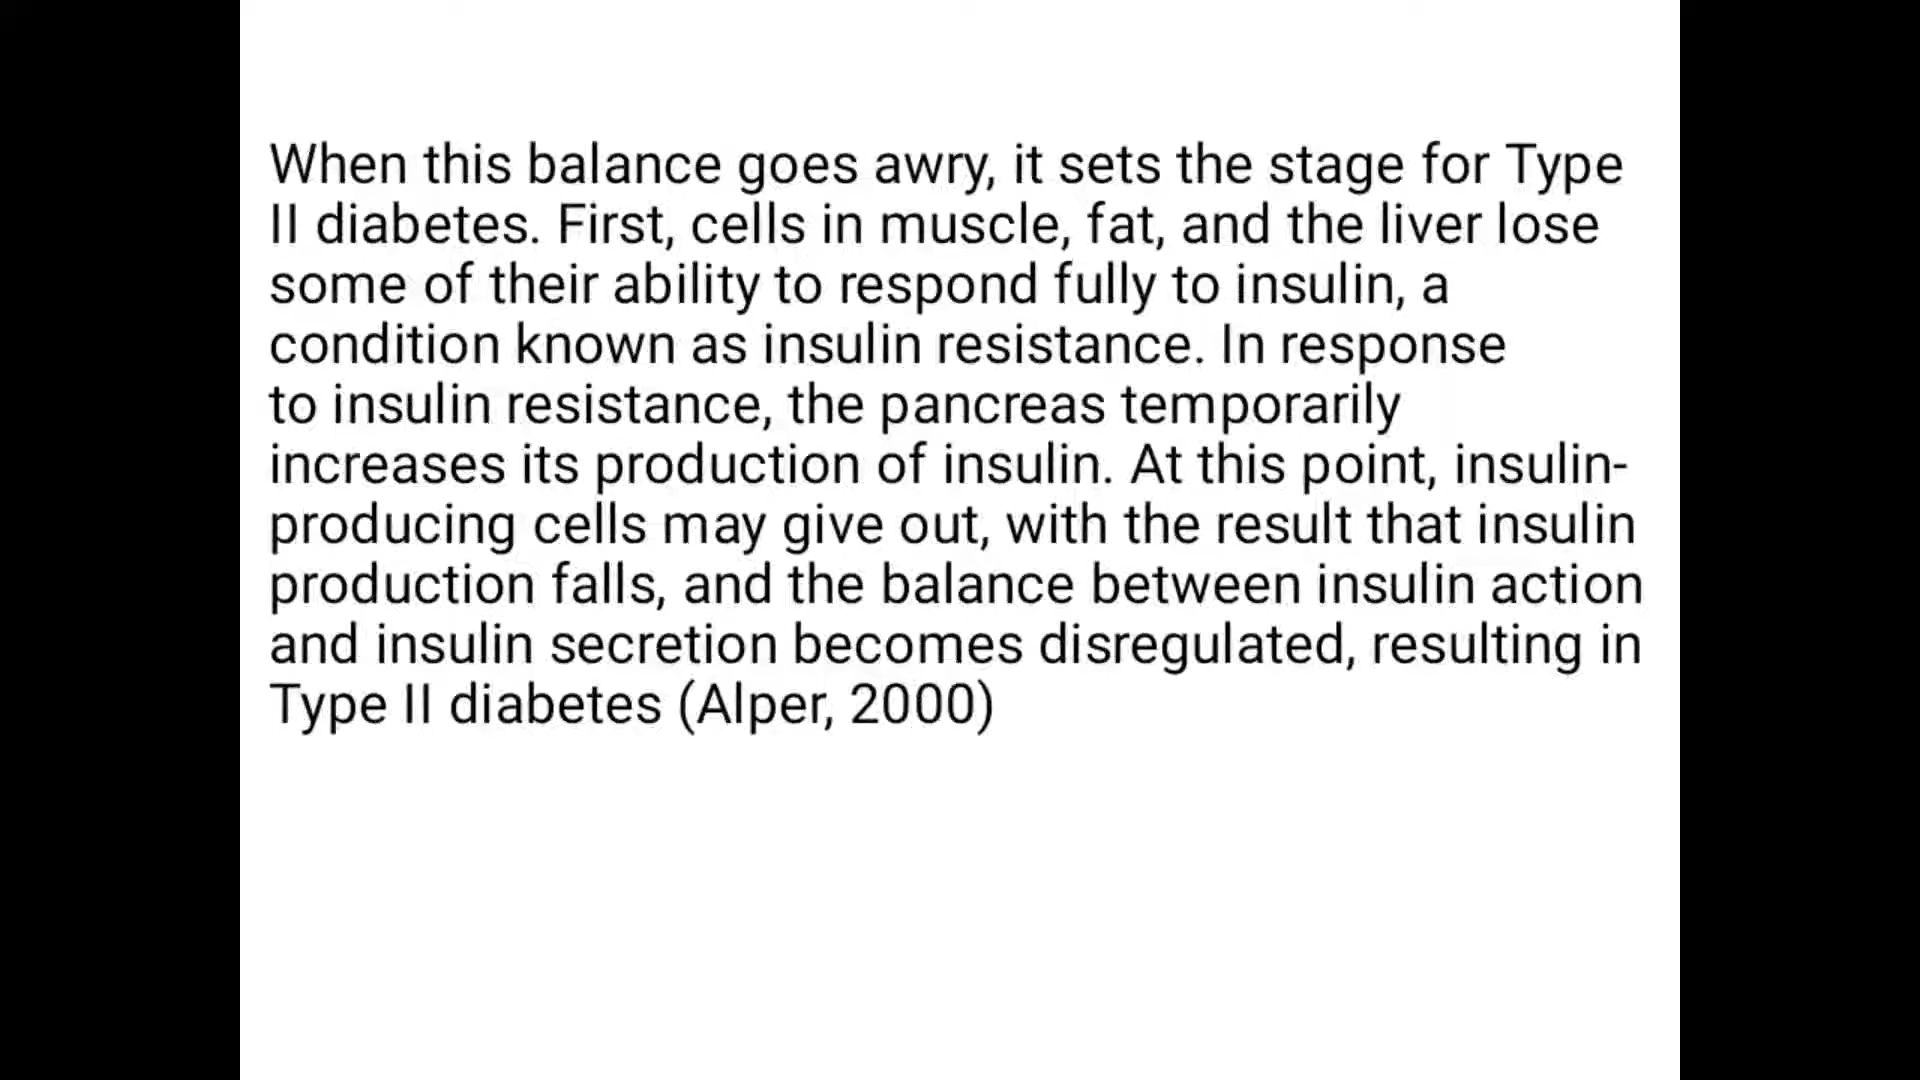 When this balance goes awry, it sets the stage for Type
II diabetes. First, cells in muscle, fat, and the liver lose
some of their ability to respond fully to insulin, a
condition known as insulin resistance. In response
to insulin resistance, the pancreas temporarily
increases its production of insulin. At this point, insulin-
producing cells may give out, with the result that insulin
production falls, and the balance between insulin action
and insulin secretion becomes disregulated, resulting in
Type II diabetes (Alper, 2000)